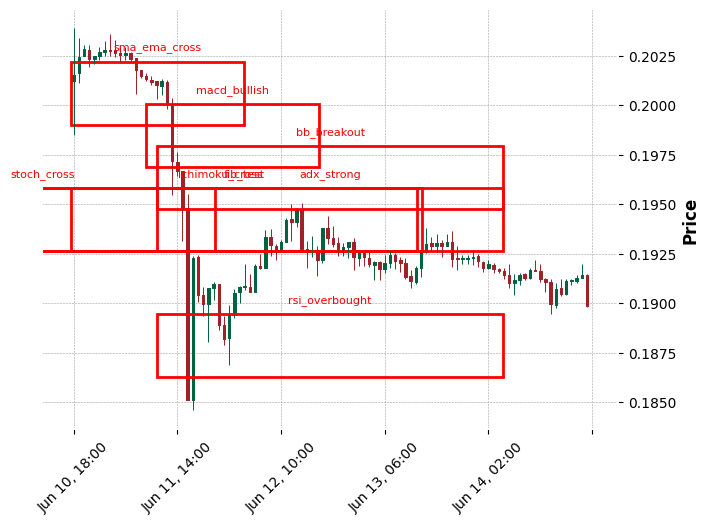 sma_ema_cross
macd_bullish
bb_breakout
stoch_cross
adx_strong
rsi_overbought
0.2025
0.2000
0.1975
0.1950
0.1925
0.1900
0.1875
0.1850
Price
Jun 10, 18:00
Jun 11, 14:00
Jun 12, 10:00
Jun 13, 06:00
Jun 14, 02:00